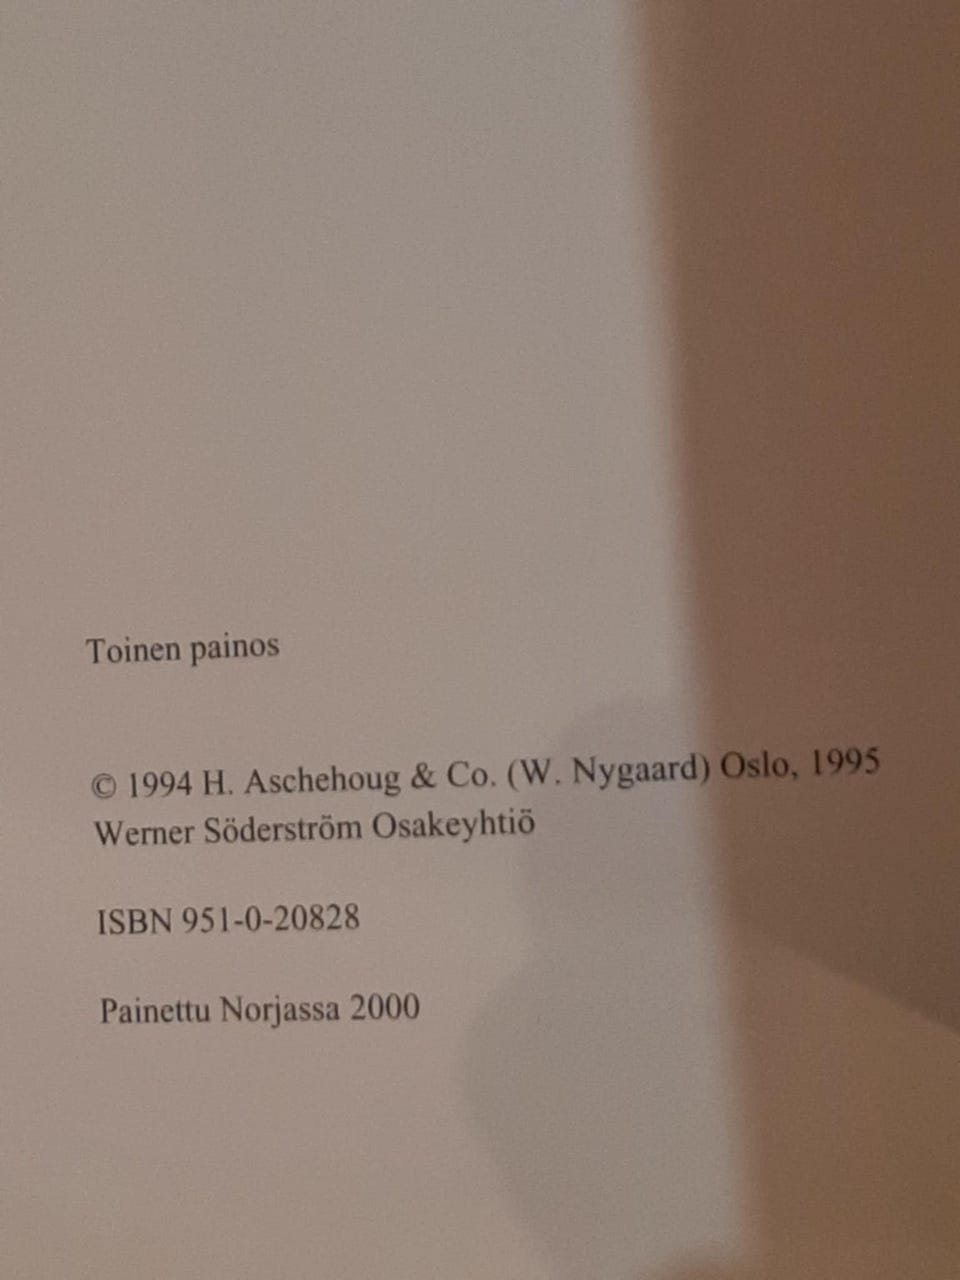 Toinen painos
© 1994 H. Aschehoug & Co. (W. Nygaard) Oslo, 1995
Werner Söderström Osakeyhtiö
ISBN 951-0-20828
Painettu Norjassa 2000